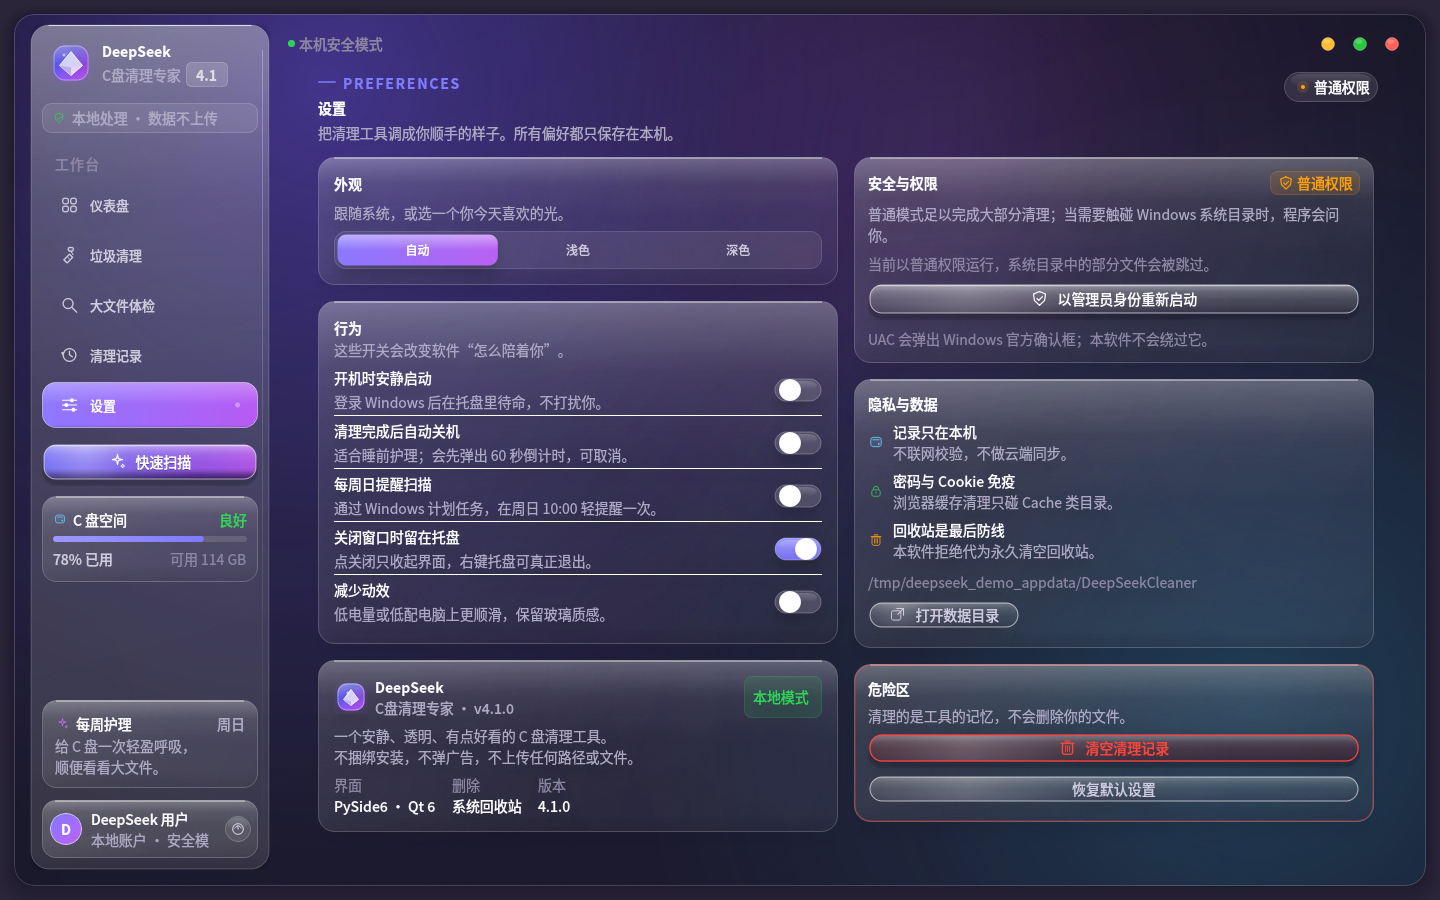 DeepSeek
C盘清理专家 4.1
本地处理 · 数据不上传
工作台
仪表盘
垃圾清理
大文件体检
清理记录
设置
快速扫描
C 盘空间 良好
78% 已用 可用 114 GB
每周护理 周日
给 C 盘一次轻盈呼吸，
顺便看看大文件。
D
DeepSeek 用户
本地账户 · 安全模
本机安全模式
PREFERENCES
设置
把清理工具调成你顺手的样子。所有偏好都只保存在本机。
普通权限
外观
跟随系统，或选一个你今天喜欢的光。
自动 浅色 深色
行为
这些开关会改变软件“怎么陪着你”。
开机时安静启动
登录 Windows 后在托盘里待命，不打扰你。
清理完成后自动关机
适合睡前护理；会先弹出 60 秒倒计时，可取消。
每周日提醒扫描
通过 Windows 计划任务，在周日 10:00 轻提醒一次。
关闭窗口时留在托盘
点关闭只收起界面，右键托盘可真正退出。
减少动效
低电量或低配电脑上更顺滑，保留玻璃质感。
DeepSeek
C盘清理专家 · v4.1.0
本地模式
一个安静、透明、有点好看的 C 盘清理工具。
不捆绑安装，不弹广告，不上传任何路径或文件。
界面 删除 版本
PySide6 · Qt 6 系统回收站 4.1.0
安全与权限 普通权限
普通模式足以完成大部分清理；当需要触碰 Windows 系统目录时，程序会问
你。
当前以普通权限运行，系统目录中的部分文件会被跳过。
以管理员身份重新启动
UAC 会弹出 Windows 官方确认框；本软件不会绕过它。
隐私与数据
记录只在本机
不联网校验，不做云端同步。
密码与 Cookie 免疫
浏览器缓存清理只碰 Cache 类目录。
回收站是最后防线
本软件拒绝代为永久清空回收站。
/tmp/deepseek_demo_appdata/DeepSeekCleaner
打开数据目录
危险区
清理的是工具的记忆，不会删除你的文件。
清空清理记录
恢复默认设置